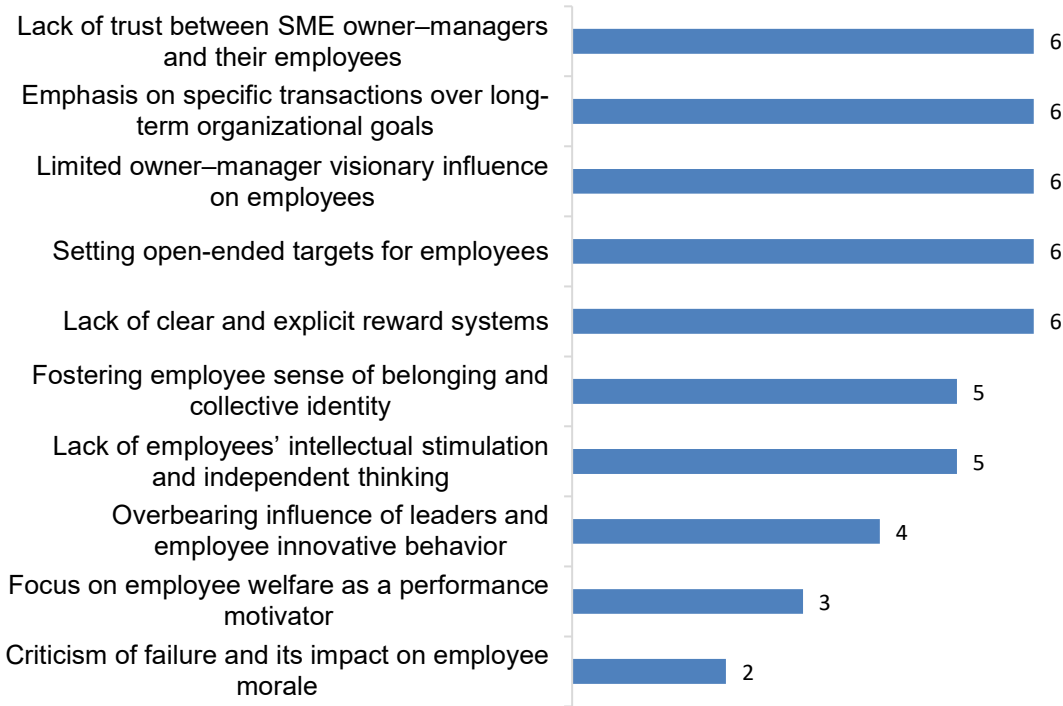 Lack of trust between SME owner–managers
and their employees
6
Emphasis on specific transactions over long-
term organizational goals
6
Limited owner–manager visionary influence
on employees
6
Setting open-ended targets for employees
6
Lack of clear and explicit reward systems
6
Fostering employee sense of belonging and
collective identity
5
Lack of employees’ intellectual stimulation
and independent thinking
5
Overbearing influence of leaders and
employee innovative behavior
4
Focus on employee welfare as a performance
motivator
3
Criticism of failure and its impact on employee
morale
2